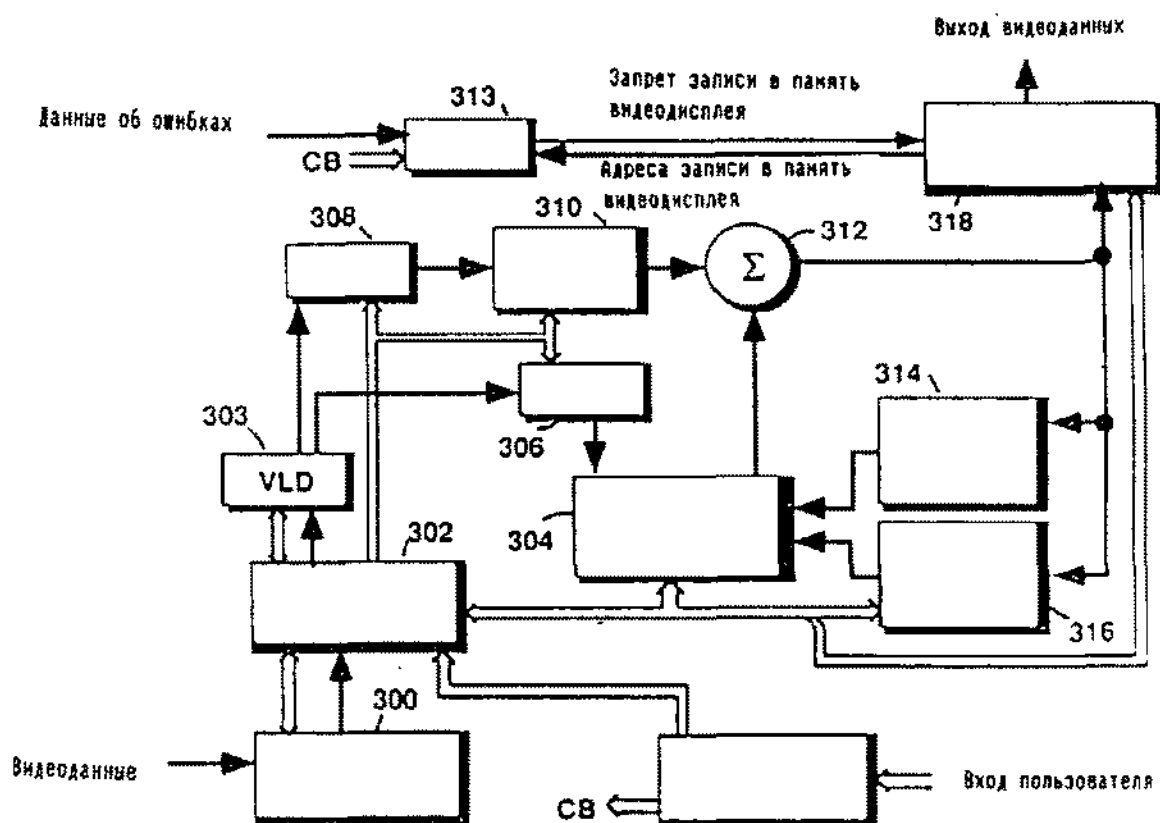 Выход видеоданных
Запрет записи в память
видеодисплея
313
Данные об ошибках
СВ
Адреса записи в память
видеодисплея
318
308
310
312
Σ
314
303
306
VLD
302
304
316
300
Видеоданные
Вход пользователя
СВ